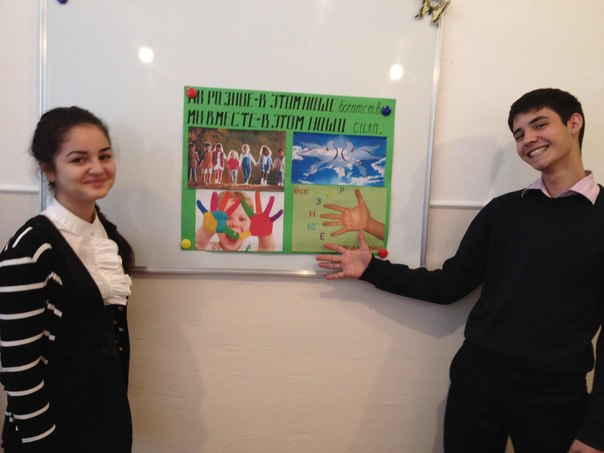 МЫ РАЗНЫЕ-В ЭТОМ НАШЕ богатство
МЫ ВМЕСТЕ-В ЭТОМ НАША сила.
Все Р
З
Н
Ы
Е